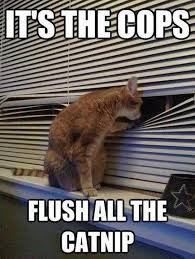 IT'S THE COPS
FLUSH ALL THE
CATNIP